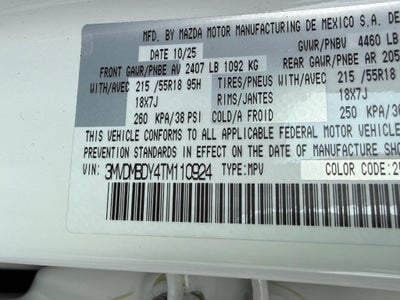 MFD. BY MAZDA MOTOR MANUFACTURING DE MEXICO S.A. DE
DATE 10/25 GVWR/PNBV 4460 LB
FRONT GAWR/PNBE AV 2407 LB 1092 KG REAR GAWR/PNBE AR 205
WITH/AVEC 215 /55R18 95H TIRES/PNEUS WITH/AVEC 215 /55R18
18X7J RIMS/JANTES 18X7J
260 KPA/38 PSI COLD/A FROID 250 KPA/36
THIS VEHICLE CONFORMS TO ALL APPLICABLE FEDERAL MOTOR VEHICLE
PREVENTION STANDARDS IN EFFECT ON THE DATE OF MANUFACTURE SHOW
VIN: 3MVDMBDY4TM110924 TYPE:MPV COLOR CODE:25